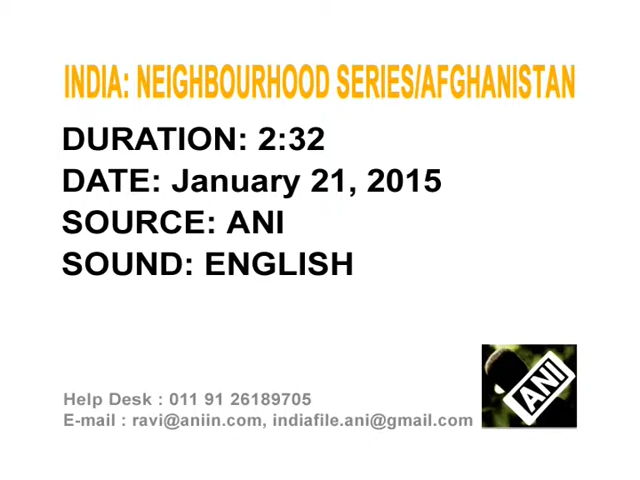 INDIA: NEIGHBOURHOOD SERIES/AFGHANISTAN
DURATION: 2:32
DATE: January 21, 2015
SOURCE: ANI
SOUND: ENGLISH
ANI
Help Desk : 011 91 26189705
E-mail : ravi@aniin.com, indiafile.ani@gmail.com